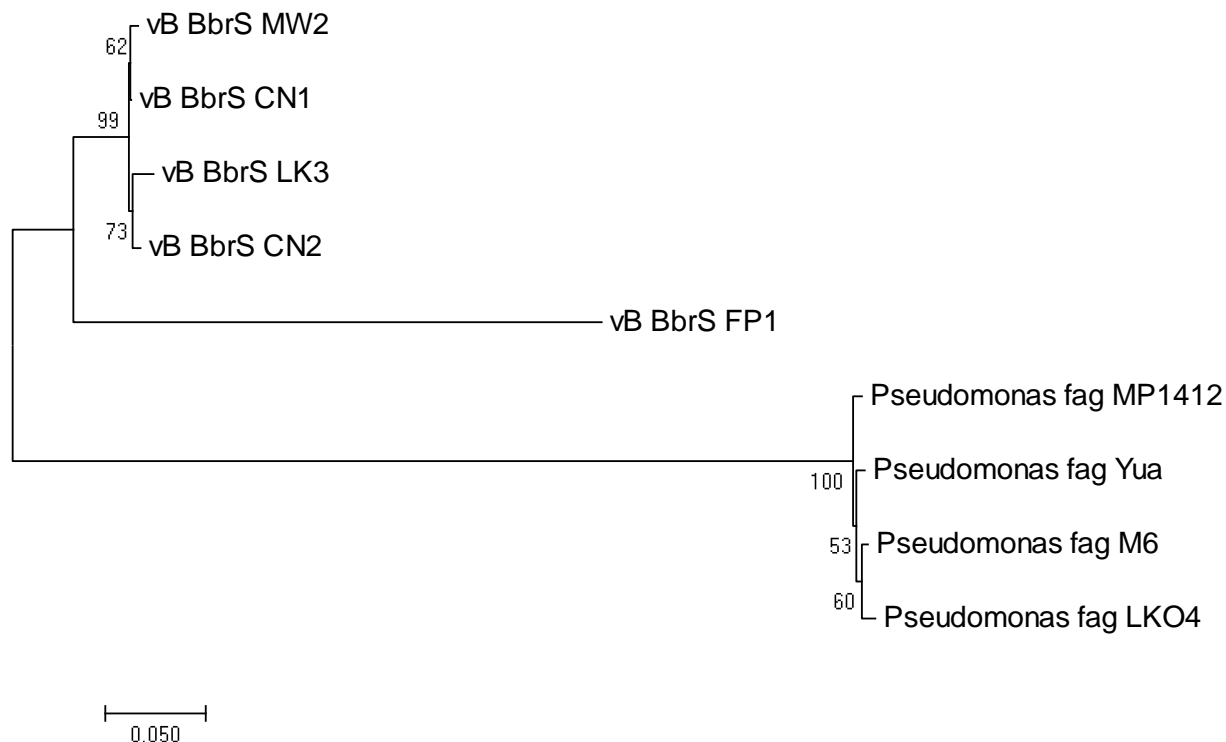 vB BbrS MW2
62
vB BbrS CN1
99
vB BbrS LK3
73
vB BbrS CN2
vB BbrS FP1
Pseudomonas fag MP1412
Pseudomonas fag Yua
100
Pseudomonas fag M6
53
60
Pseudomonas fag LKO4
0.050